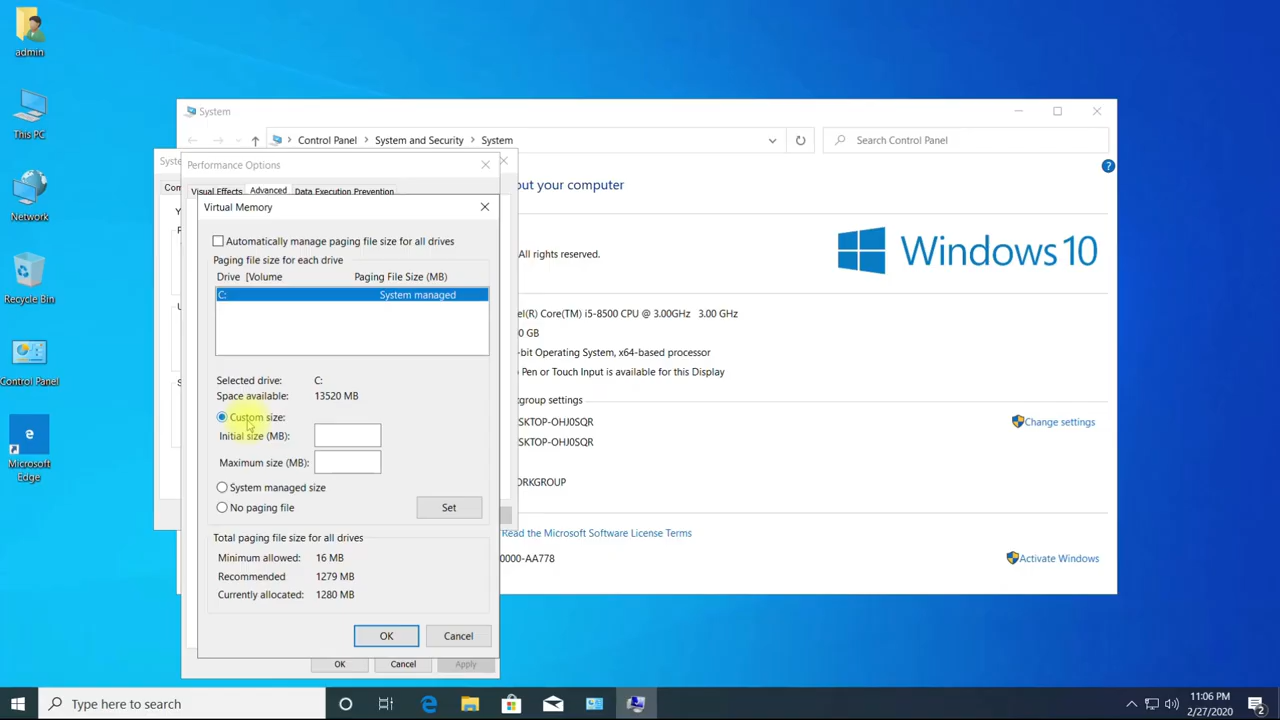 admin
This PC
Network
Recycle Bin
Control Panel
e
Microsoft
Edge
System
Control Panel
System and Security
System
Search Control Panel
?
out your computer
All rights reserved.
Windows 10
el(R) Core(TM) i5-8500 CPU @ 3.00GHz 3.00 GHz
0 GB
-bit Operating System, x64-based processor
Pen or Touch Input is available for this Display
kgroup settings
SKTOP-OHJ0SQR
Change settings
SKTOP-OHJ0SQR
ORKGROUP
Read the Microsoft Software License Terms
0000-AA778
Activate Windows
Syste
Com
Performance Options
Visual Effects
Advanced
Data Execution Prevention
Virtual Memory
Automatically manage paging file size for all drives
Paging file size for each drive
Drive [Volume Paging File Size (MB)
C: System managed
Selected drive: C:
Space available: 13520 MB
Custom size:
Initial size (MB):
Maximum size (MB):
System managed size
No paging file
Set
Total paging file size for all drives
Minimum allowed: 16 MB
Recommended 1279 MB
Currently allocated: 1280 MB
OK Cancel
OK Cancel Apply
Type here to search
11:06 PM
2/27/2020
2